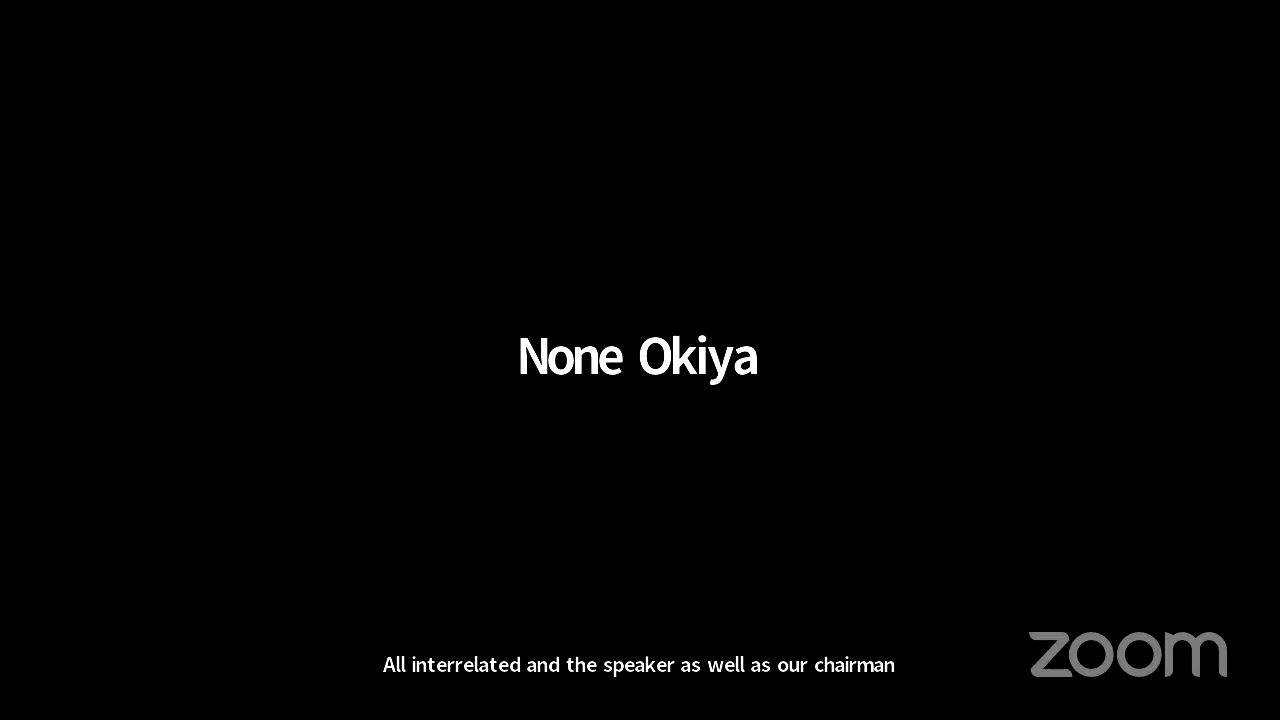 None Okiya
All interrelated and the speaker as well as our chairman
zoom